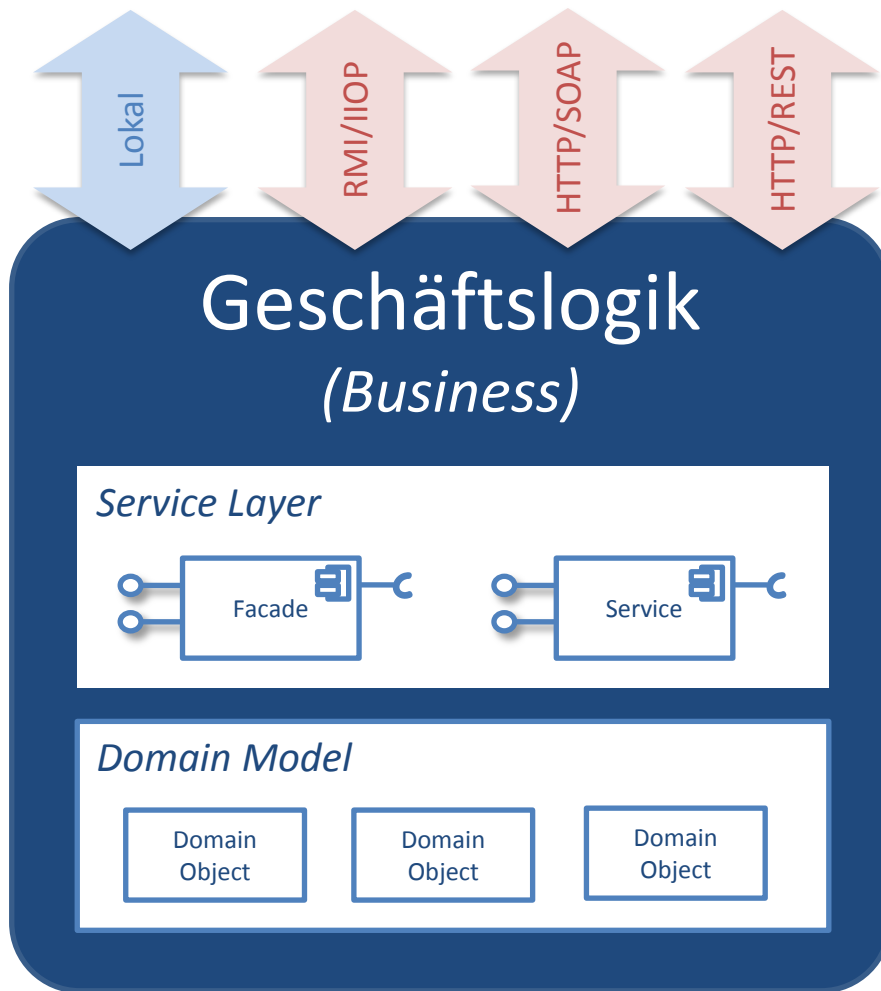 Lokal
RMI/IIOP
HTTP/SOAP
HTTP/REST
Geschäftslogik
(Business)
Service Layer
Facade
Service
Domain Model
Domain
Object
Domain
Object
Domain
Object